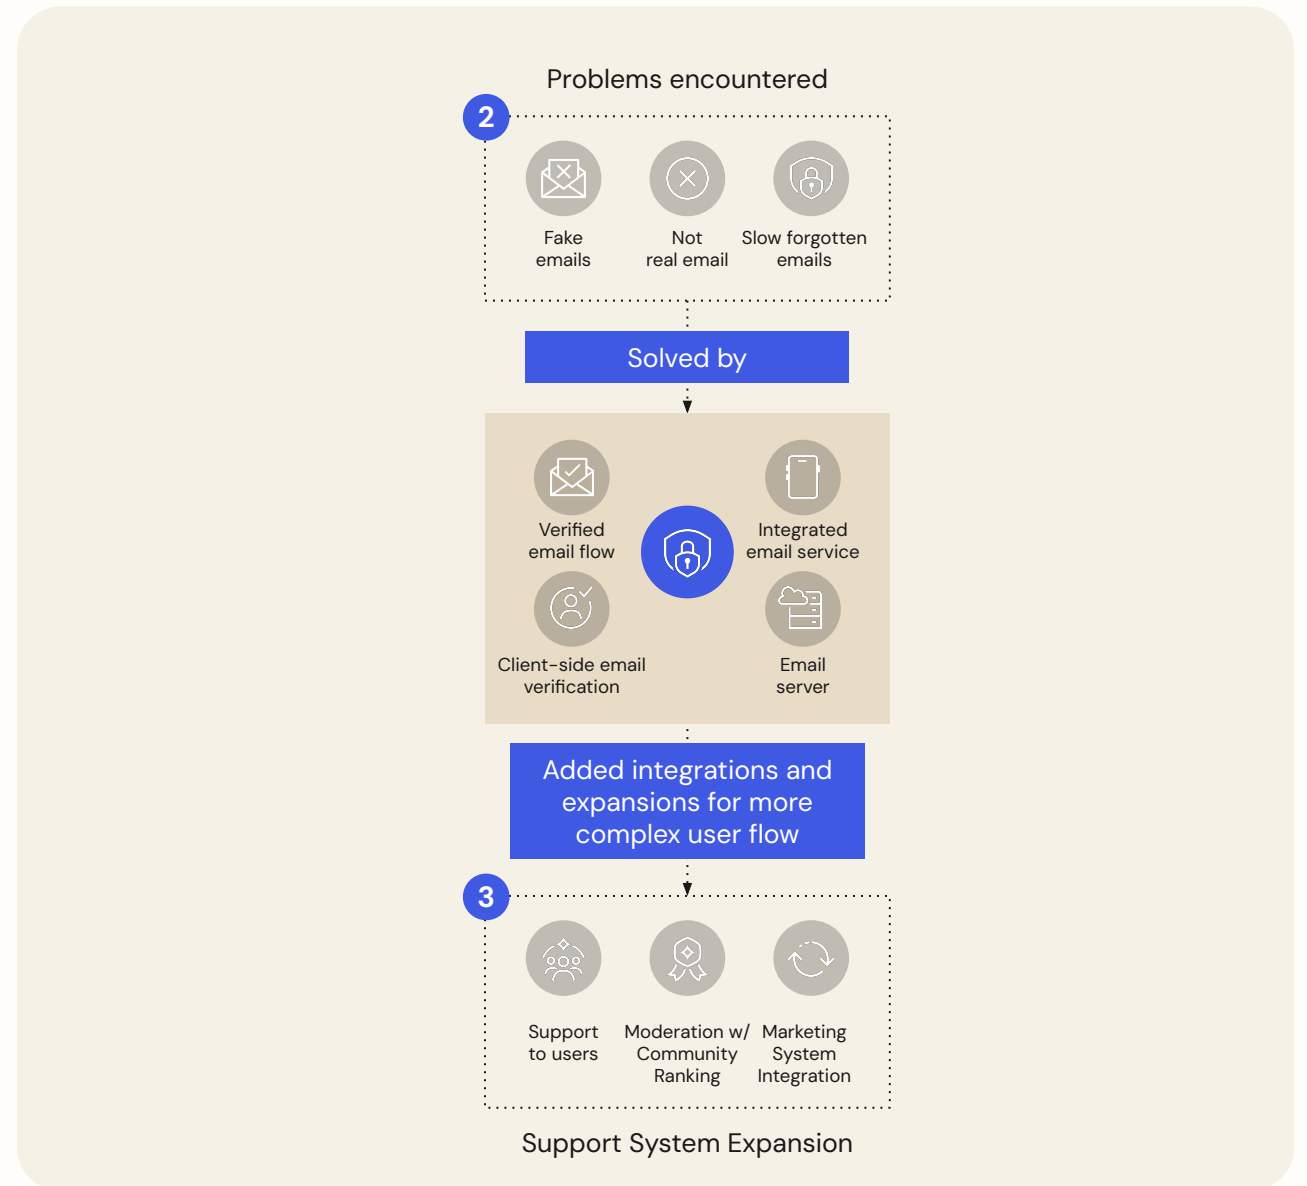 Problems encountered
2
Fake
emails
Not
real email
Slow forgotten
emails
Solved by
Verified
email flow
Integrated
email service
Client-side email
verification
Email
server
Added integrations and
expansions for more
complex user flow
3
Support
to users
Moderation w/
Community
Ranking
Marketing
System
Integration
Support System Expansion